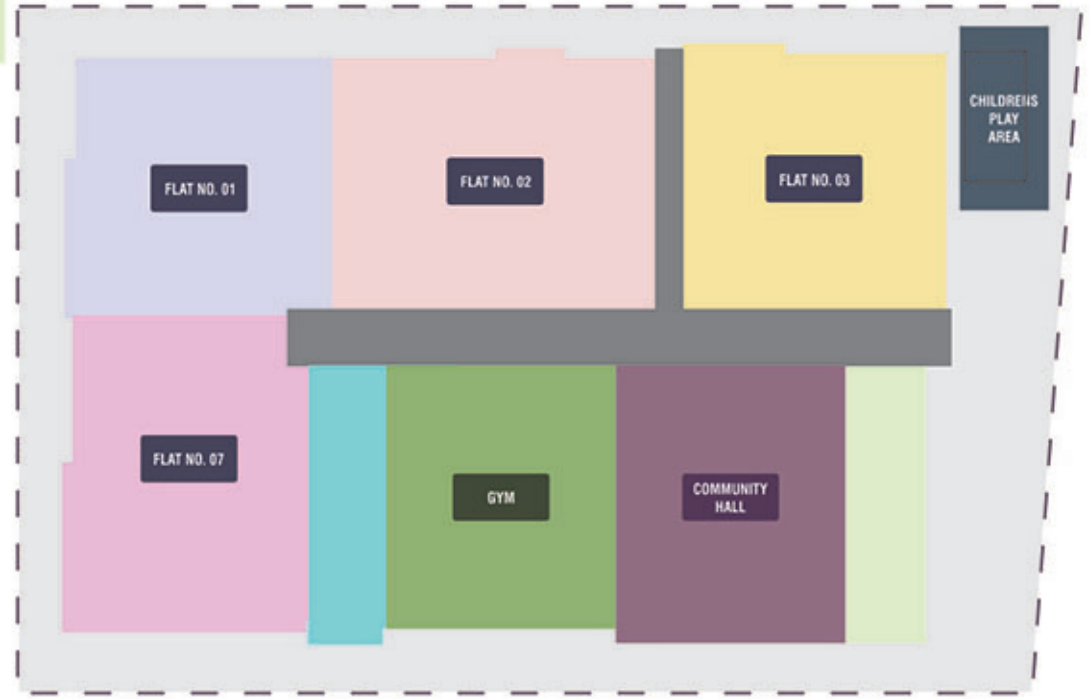 FLAT NO. 01
FLAT NO. 02
FLAT NO. 03
CHILDRENS
PLAY
AREA
FLAT NO. 07
GYM
COMMUNITY
HALL